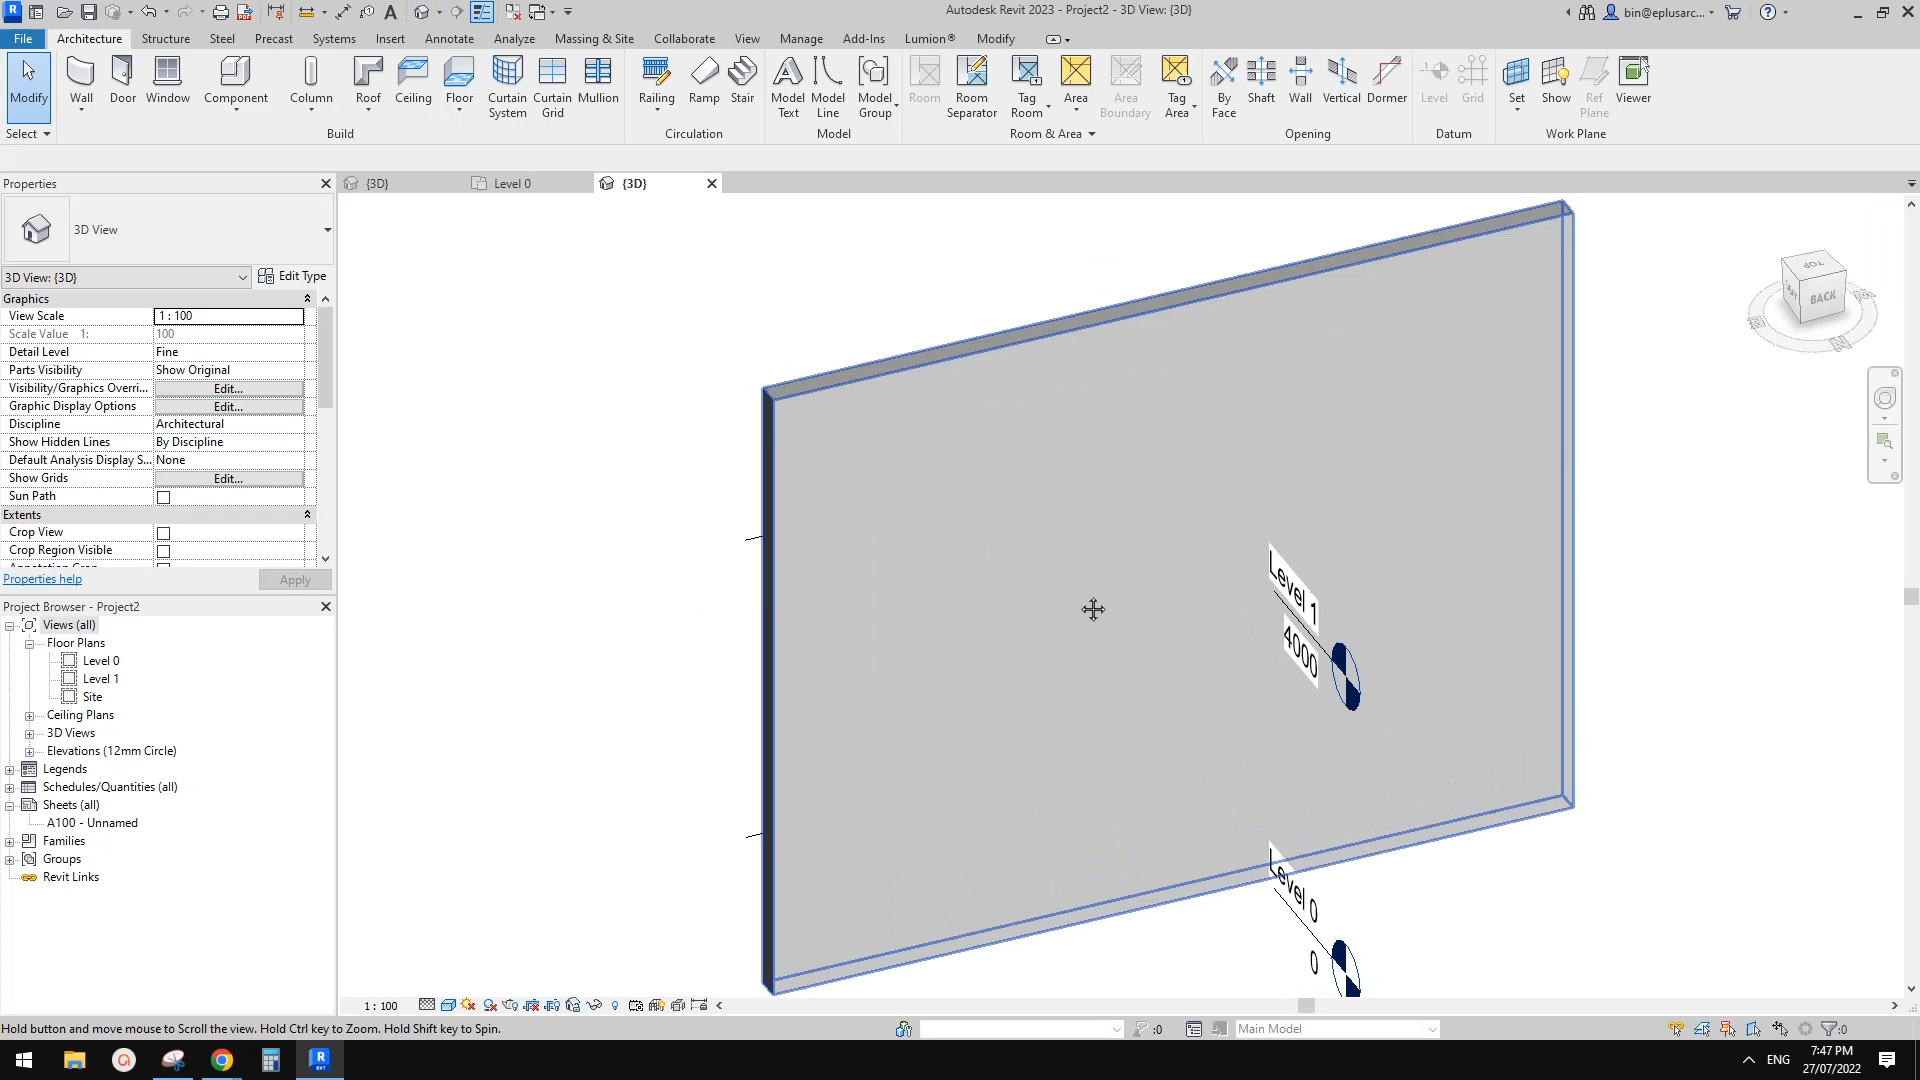 Autodesk Revit 2023 - Project2 - 3D View: {3D}
bin@eplusarc...
File
Architecture
Structure
Steel
Precast
Systems
Insert
Annotate
Analyze
Massing & Site
Collaborate
View
Manage
Add-Ins
Lumion®
Modify
Modify
Wall
Door
Window
Component
Column
Roof
Ceiling
Floor
Curtain System
Curtain Grid
Mullion
Railing
Ramp
Stair
Model Text
Model Line
Model Group
Room
Room Separator
Tag Room
Area
Area Boundary
Tag Area
By Face
Shaft
Wall
Vertical
Dormer
Level
Grid
Set
Show
Ref Plane
Viewer
Select
Build
Circulation
Model
Room & Area
Opening
Datum
Work Plane
Properties
{3D}
Level 0
{3D}
3D View
3D View: {3D}
Edit Type
Graphics
View Scale 1 : 100
Scale Value 1: 100
Detail Level Fine
Parts Visibility Show Original
Visibility/Graphics Overri... Edit...
Graphic Display Options Edit...
Discipline Architectural
Show Hidden Lines By Discipline
Default Analysis Display S... None
Show Grids Edit...
Sun Path
Extents
Crop View
Crop Region Visible
Properties help
Apply
Project Browser - Project2
Views (all)
Floor Plans
Level 0
Level 1
Site
Ceiling Plans
3D Views
Elevations (12mm Circle)
Legends
Schedules/Quantities (all)
Sheets (all)
A100 - Unnamed
Families
Groups
Revit Links
TOP
BACK
Level 1
4000
Level 0
0
1 : 100
Hold button and move mouse to Scroll the view. Hold Ctrl key to Zoom. Hold Shift key to Spin.
:0
Main Model
:0
ENG
7:47 PM
27/07/2022